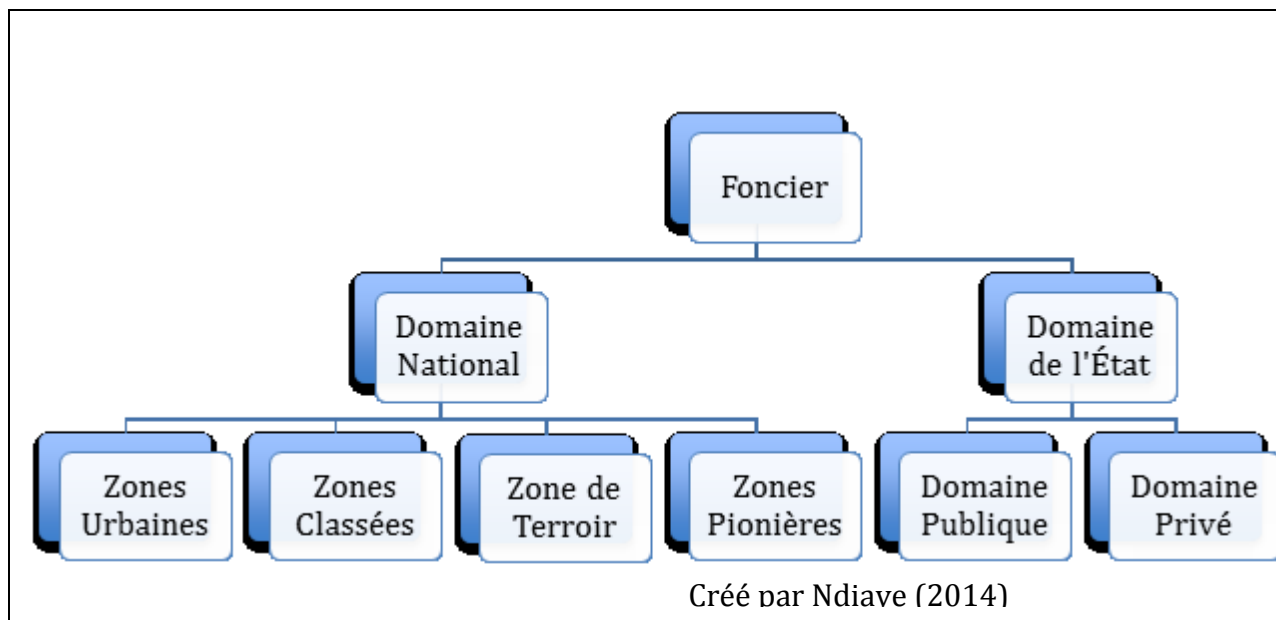 Foncier
Domaine
National
Domaine
de l'État
Zones
Urbaines
Zones
Classées
Zone de
Terroir
Zones
Pionières
Domaine
Publique
Domaine
Privé
Créé par Ndiaye (2014)